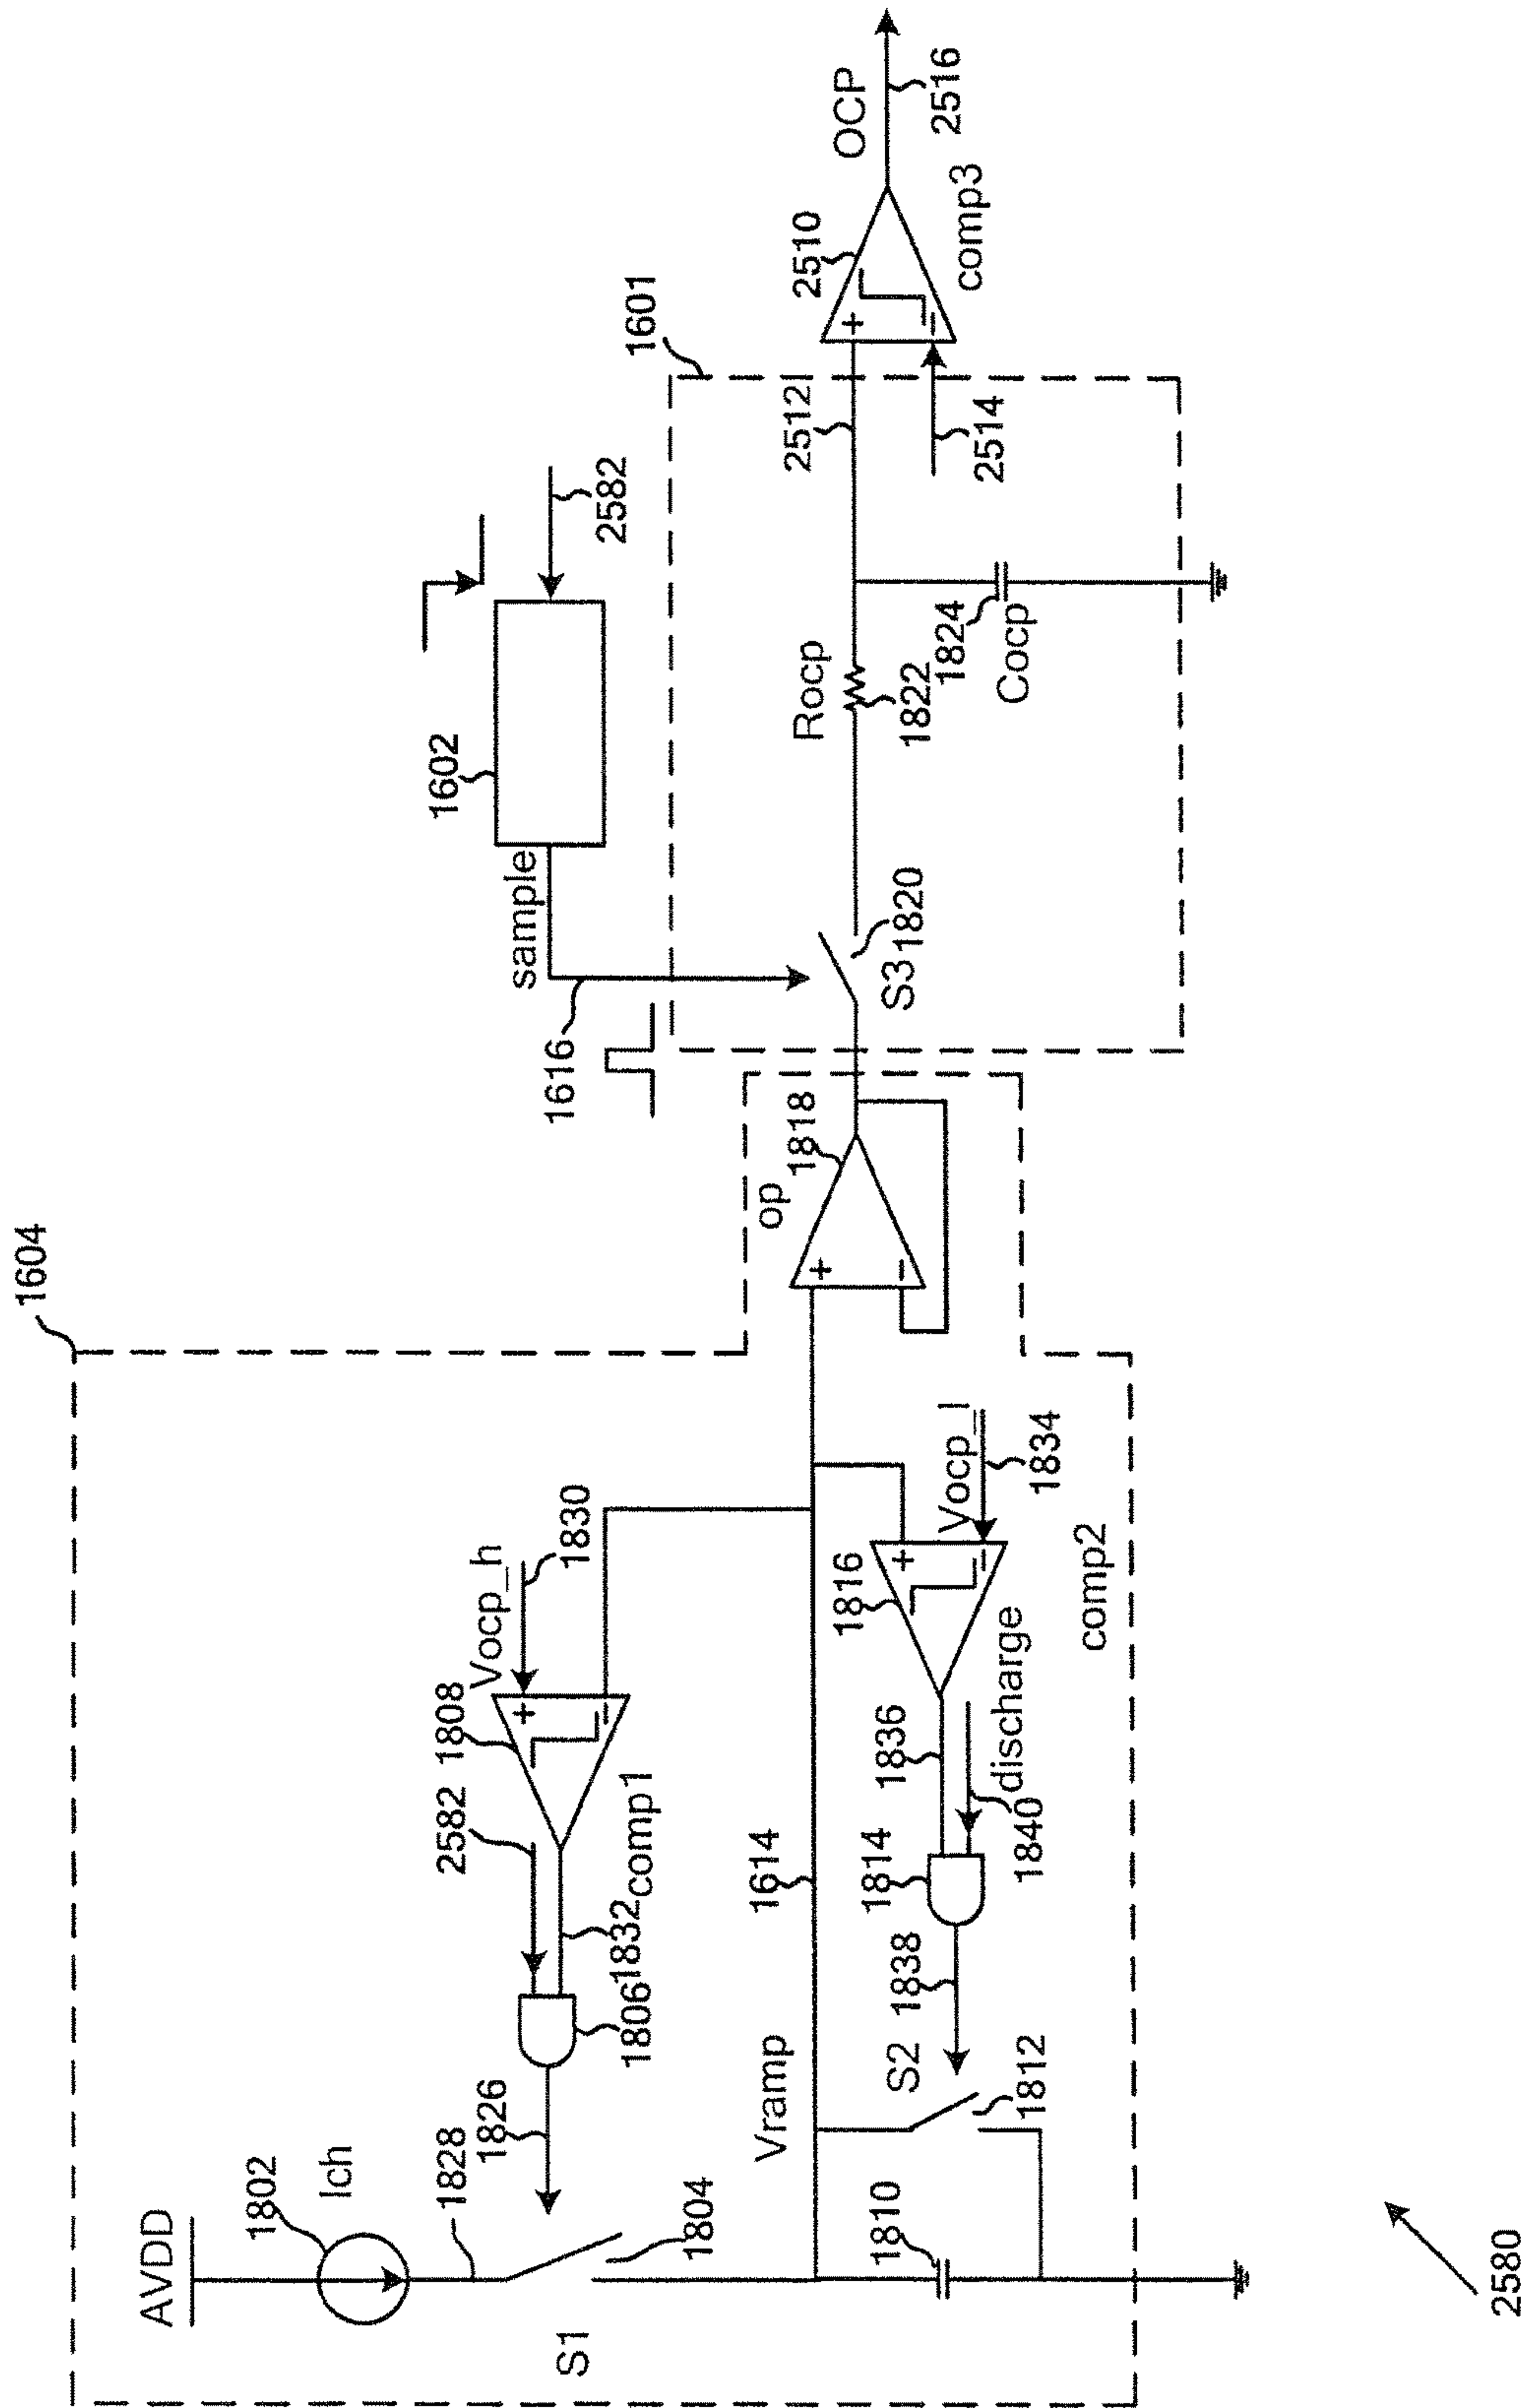 1604
AVDD
1802
Ich
1828
S1
1804
1826
1806
1832
2582
1808
comp1
Vocp_h
1830
Vramp
1614
1810
S2
1812
1838
1814
1836
1840
discharge
1816
Vocp_l
1834
comp2
op
1818
1616
sample
1602
2582
1601
S3
1820
Rocp
1822
1824
Cocp
2512
2514
2510
comp3
OCP
2516
2580
+
−
+
−
+
−
+
−